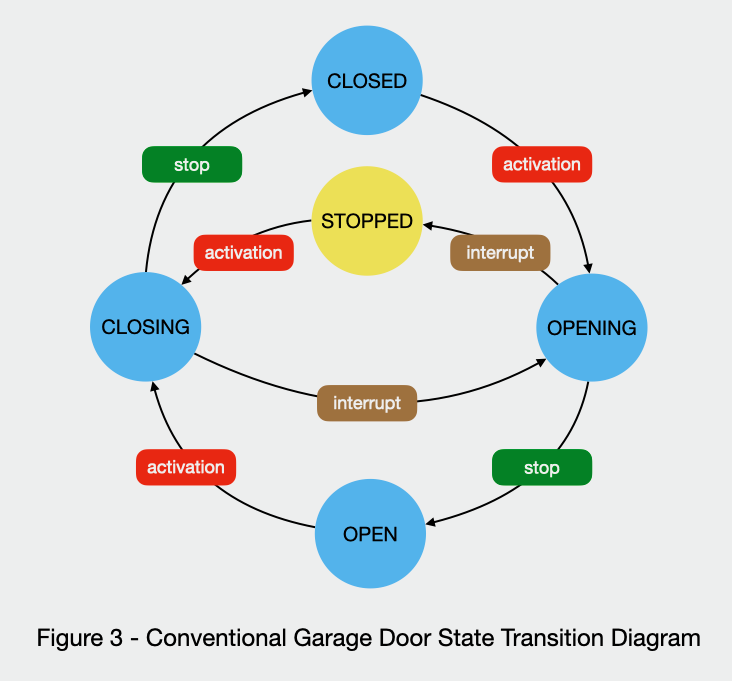 CLOSED
stop
activation
STOPPED
activation
interrupt
CLOSING
OPENING
interrupt
activation
stop
OPEN
Figure 3 - Conventional Garage Door State Transition Diagram